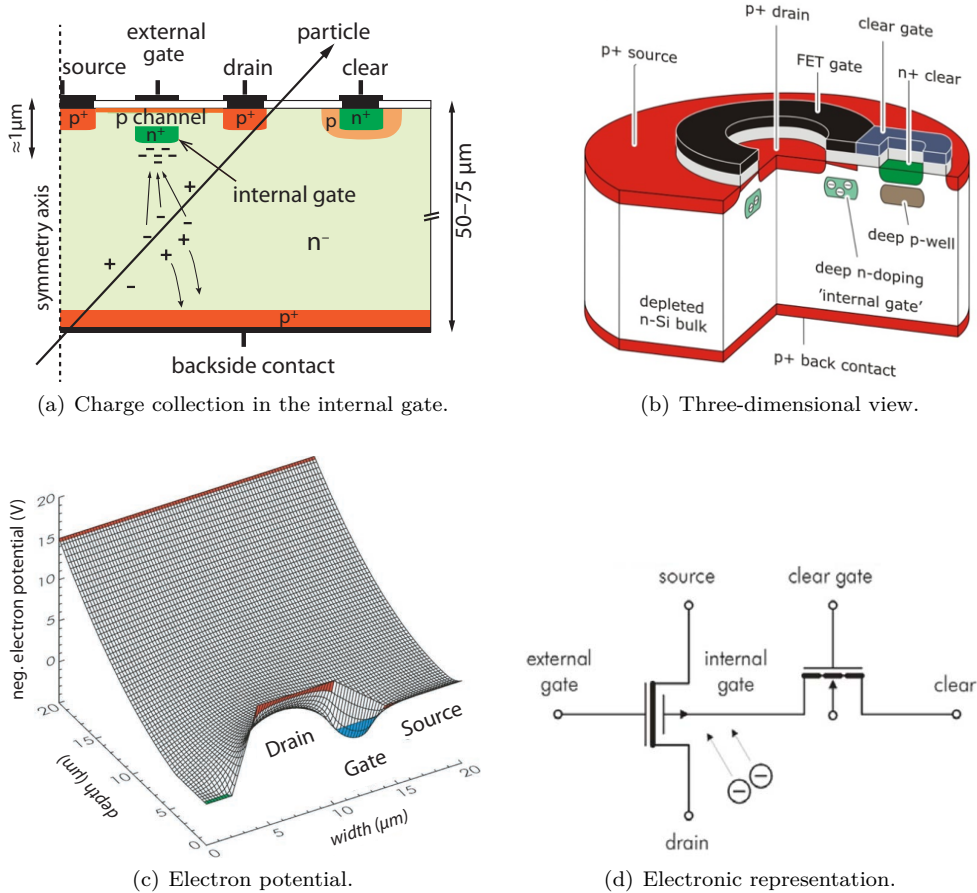 external
gate
particle
source
drain
clear
≈1µm
p⁺
p channel
n⁺
p⁺
p
n⁺
internal gate
symmetry axis
50–75 µm
n⁻
p⁺
backside contact
(a) Charge collection in the internal gate.
p+ drain
clear gate
p+ source
FET gate
n+ clear
deep p-well
deep n-doping
'internal gate'
depleted
n-Si bulk
p+ back contact
(b) Three-dimensional view.
neg. electron potential (V)
20
15
10
5
0
20
15
10
5
depth (µm)
Drain
Gate
Source
0
5
10
15
20
width (µm)
(c) Electron potential.
source
clear gate
external
gate
internal
gate
clear
drain
(d) Electronic representation.